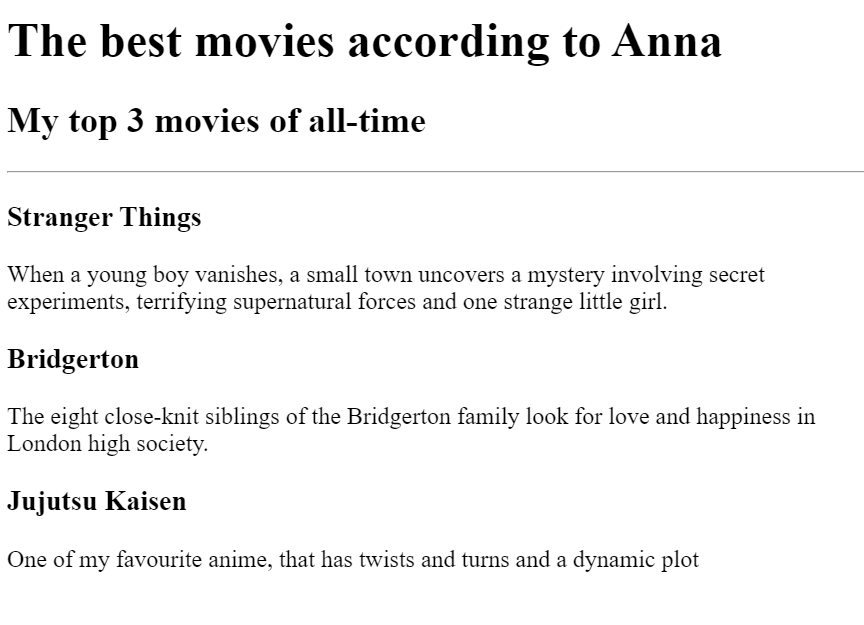 The best movies according to Anna
My top 3 movies of all-time
Stranger Things
When a young boy vanishes, a small town uncovers a mystery involving secret
experiments, terrifying supernatural forces and one strange little girl.
Bridgerton
The eight close-knit siblings of the Bridgerton family look for love and happiness in
London high society.
Jujutsu Kaisen
One of my favourite anime, that has twists and turns and a dynamic plot